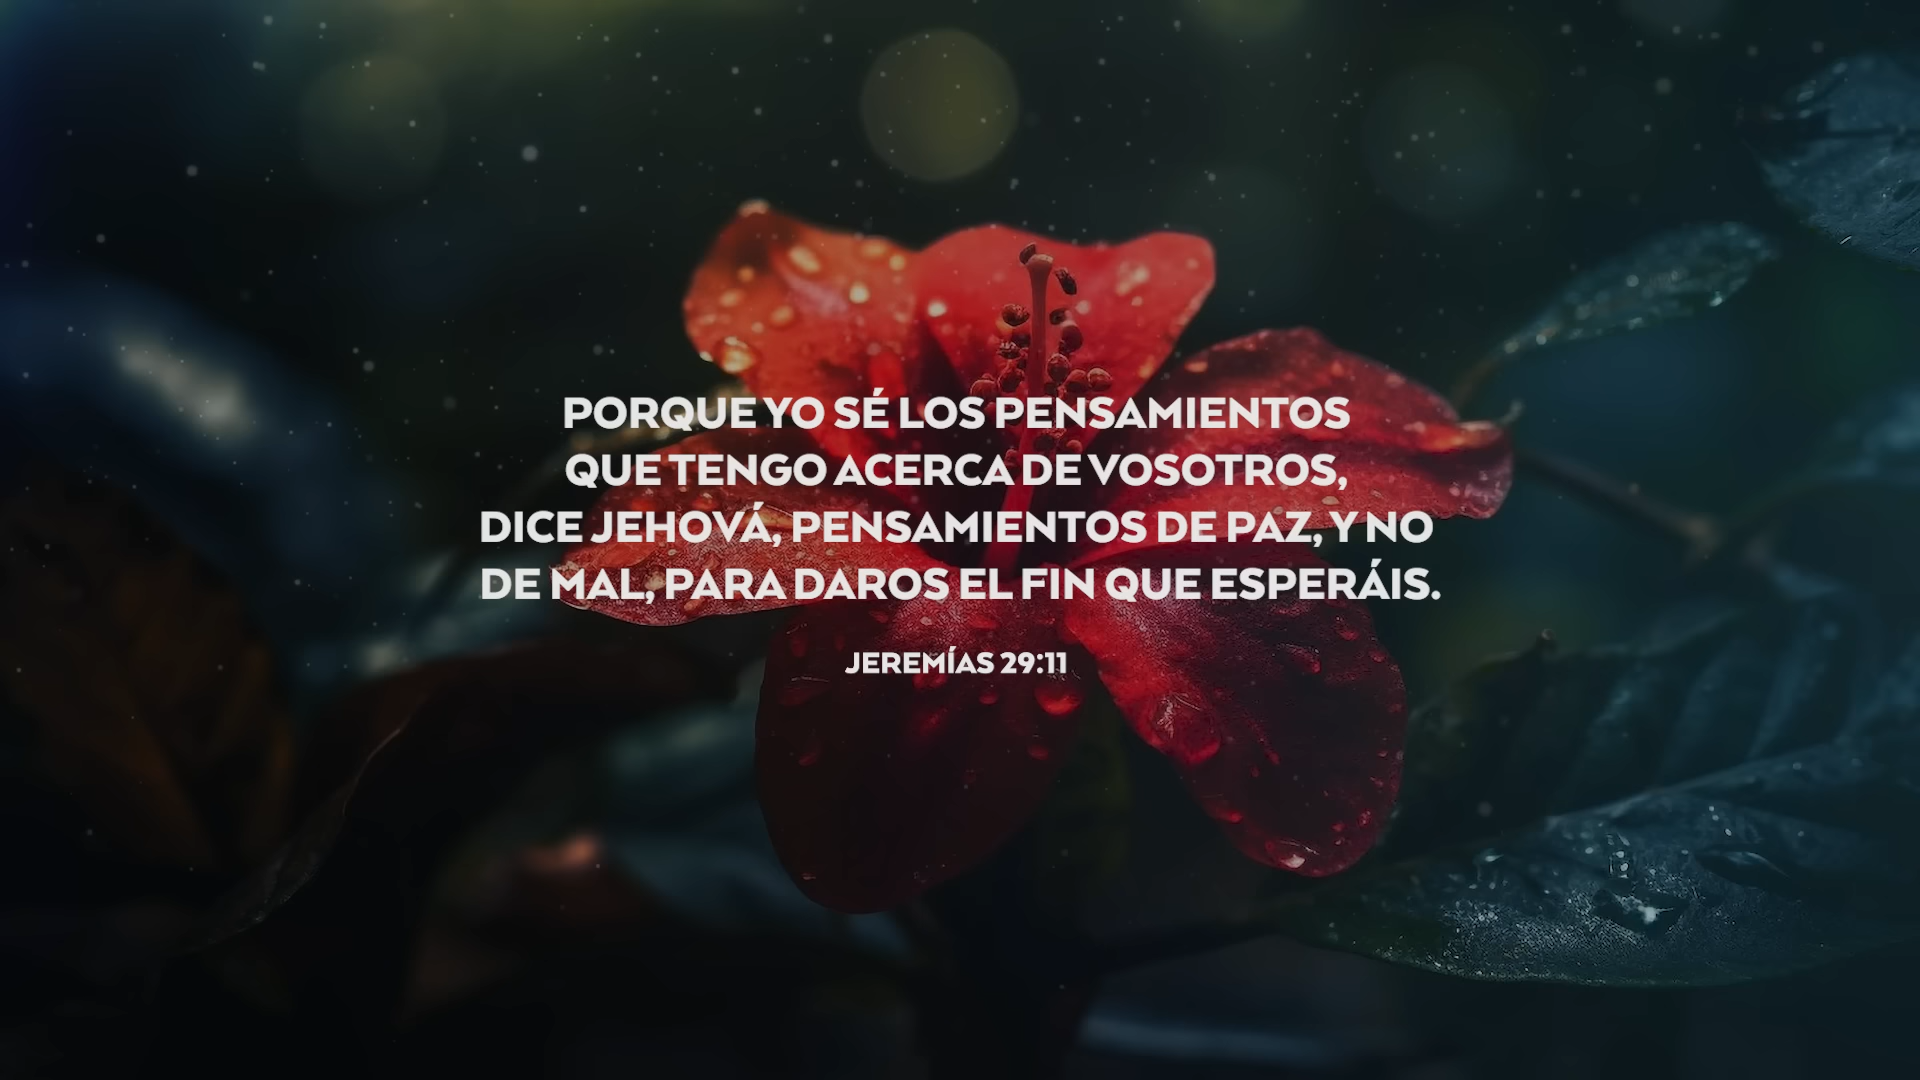 PORQUE YO SÉ LOS PENSAMIENTOS
QUE TENGO ACERCA DE VOSOTROS,
DICE JEHOVÁ, PENSAMIENTOS DE PAZ, Y NO
DE MAL, PARA DAROS EL FIN QUE ESPERÁIS.
JEREMÍAS 29:11